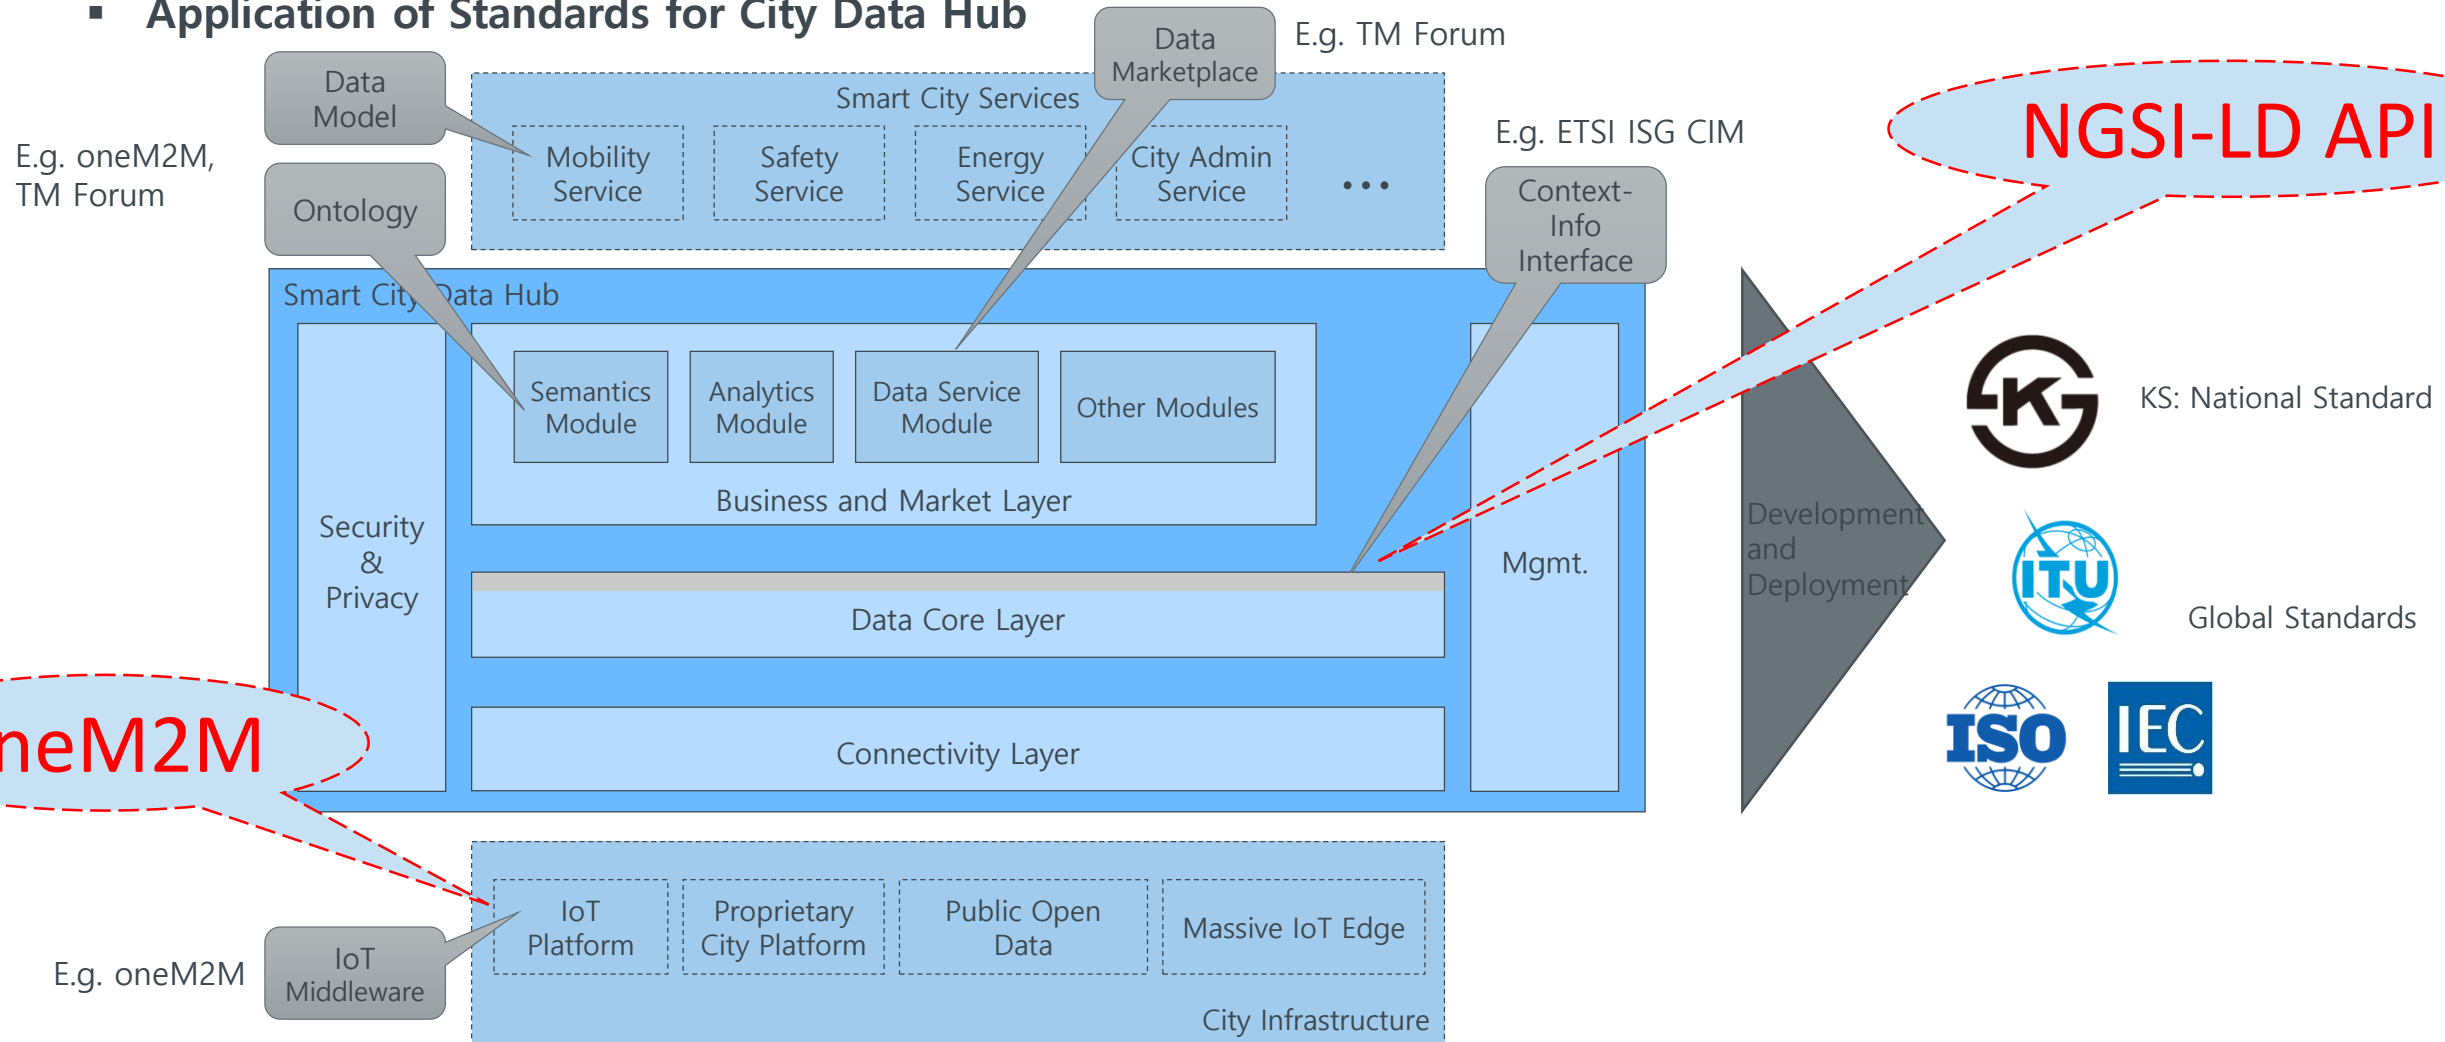 ▪ Application of Standards for City Data Hub
Data
Marketplace
E.g. TM Forum
Data
Model
Smart City Services
NGSI-LD API
E.g. oneM2M,
TM Forum
Mobility
Service
Safety
Service
Energy
Service
City Admin
Service
...
E.g. ETSI ISG CIM
Ontology
Context-
Info
Interface
Smart City Data Hub
Semantics
Module
Analytics
Module
Data Service
Module
Other Modules
Business and Market Layer
Security
&
Privacy
Mgmt.
Data Core Layer
Connectivity Layer
Development
and
Deployment
K
KS: National Standard
ITU
Global Standards
ISO
IEC
neM2M
IoT
Platform
Proprietary
City Platform
Public Open
Data
Massive IoT Edge
E.g. oneM2M
IoT
Middleware
City Infrastructure